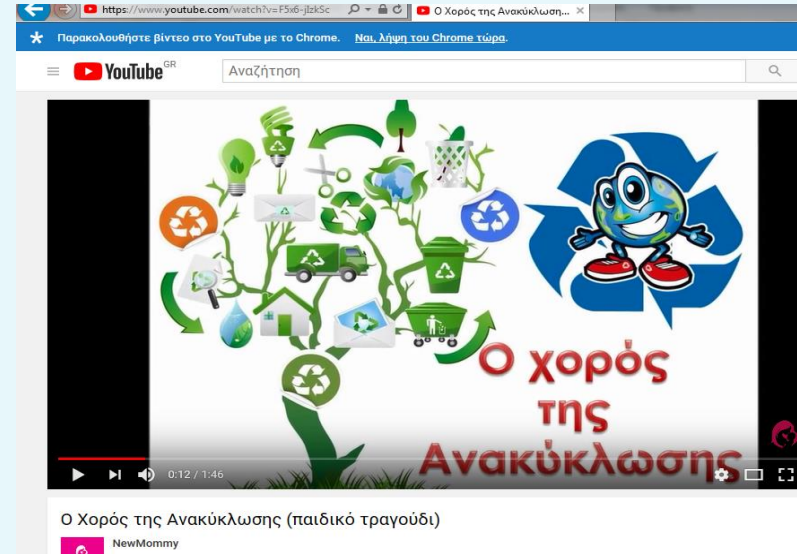 https://www.youtube.com/watch?v=F5x6-jlzkSc
Ο Χορός της Ανακύκλωση...
Παρακολουθήστε βίντεο στο YouTube με το Chrome. Ναι, λήψη του Chrome τώρα.
YouTube GR
Αναζήτηση
Ο χορός
της
Ανακύκλωσης
0:12 / 1:46
Ο Χορός της Ανακύκλωσης (παιδικό τραγούδι)
NewMommy